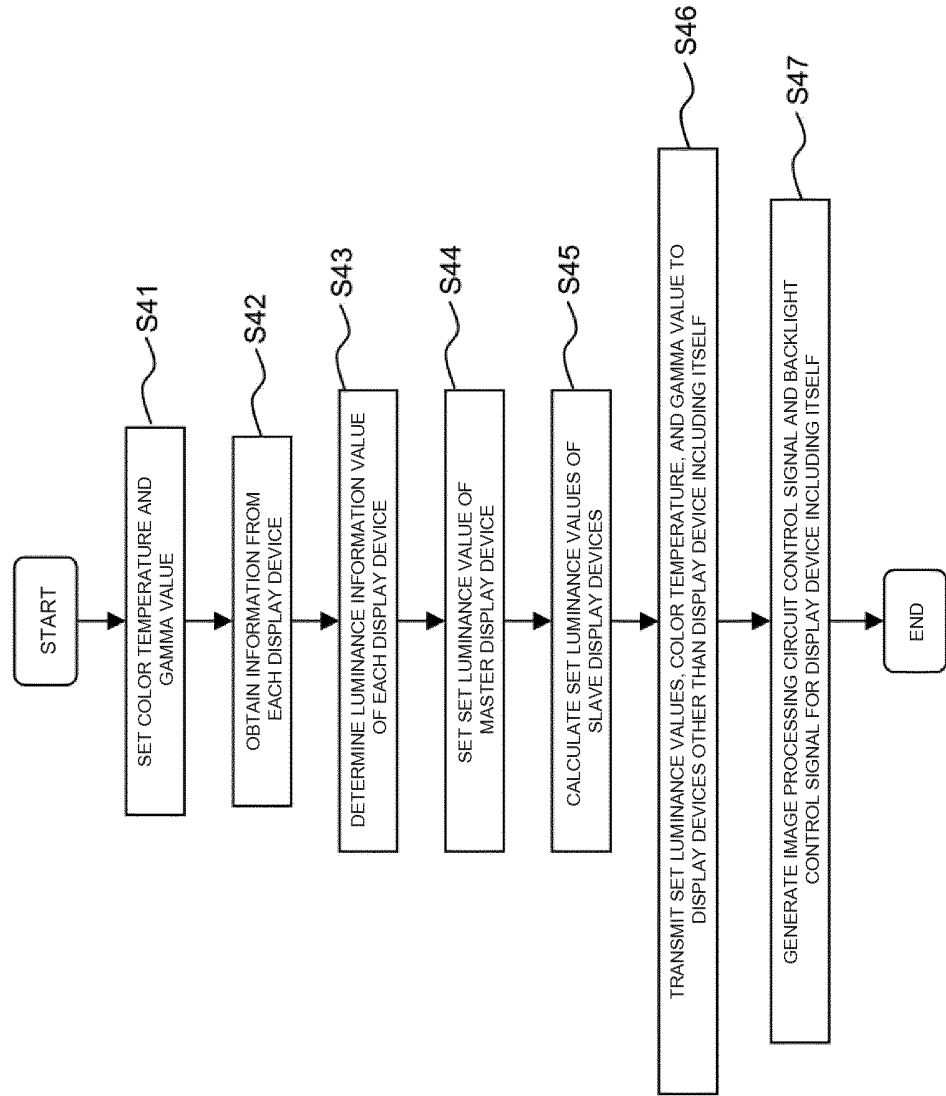 START
SET COLOR TEMPERATURE AND
GAMMA VALUE
S41
OBTAIN INFORMATION FROM
EACH DISPLAY DEVICE
S42
DETERMINE LUMINANCE INFORMATION VALUE
OF EACH DISPLAY DEVICE
S43
SET SET LUMINANCE VALUE OF
MASTER DISPLAY DEVICE
S44
CALCULATE SET LUMINANCE VALUES OF
SLAVE DISPLAY DEVICES
S45
TRANSMIT SET LUMINANCE VALUES, COLOR TEMPERATURE, AND GAMMA VALUE TO
DISPLAY DEVICES OTHER THAN DISPLAY DEVICE INCLUDING ITSELF
S46
GENERATE IMAGE PROCESSING CIRCUIT CONTROL SIGNAL AND BACKLIGHT
CONTROL SIGNAL FOR DISPLAY DEVICE INCLUDING ITSELF
S47
END